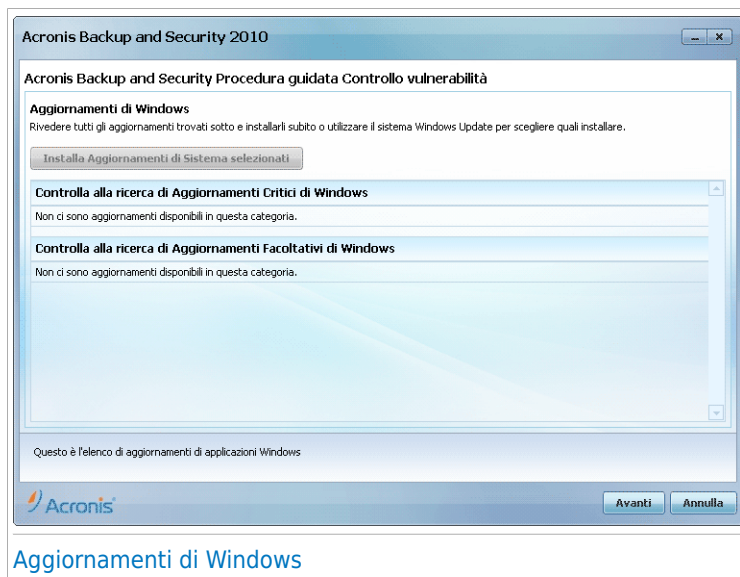 Acronis Backup and Security 2010
Acronis Backup and Security Procedura guidata Controllo vulnerabilità
Aggiornamenti di Windows
Rivedere tutti gli aggiornamenti trovati sotto e installarli subito o utilizzare il sistema Windows Update per scegliere quali installare.
Installa Aggiornamenti di Sistema selezionati
Controlla alla ricerca di Aggiornamenti Critici di Windows
Non ci sono aggiornamenti disponibili in questa categoria.
Controlla alla ricerca di Aggiornamenti Facoltativi di Windows
Non ci sono aggiornamenti disponibili in questa categoria.
Questo è l'elenco di aggiornamenti di applicazioni Windows
Acronis
Avanti
Annulla
Aggiornamenti di Windows